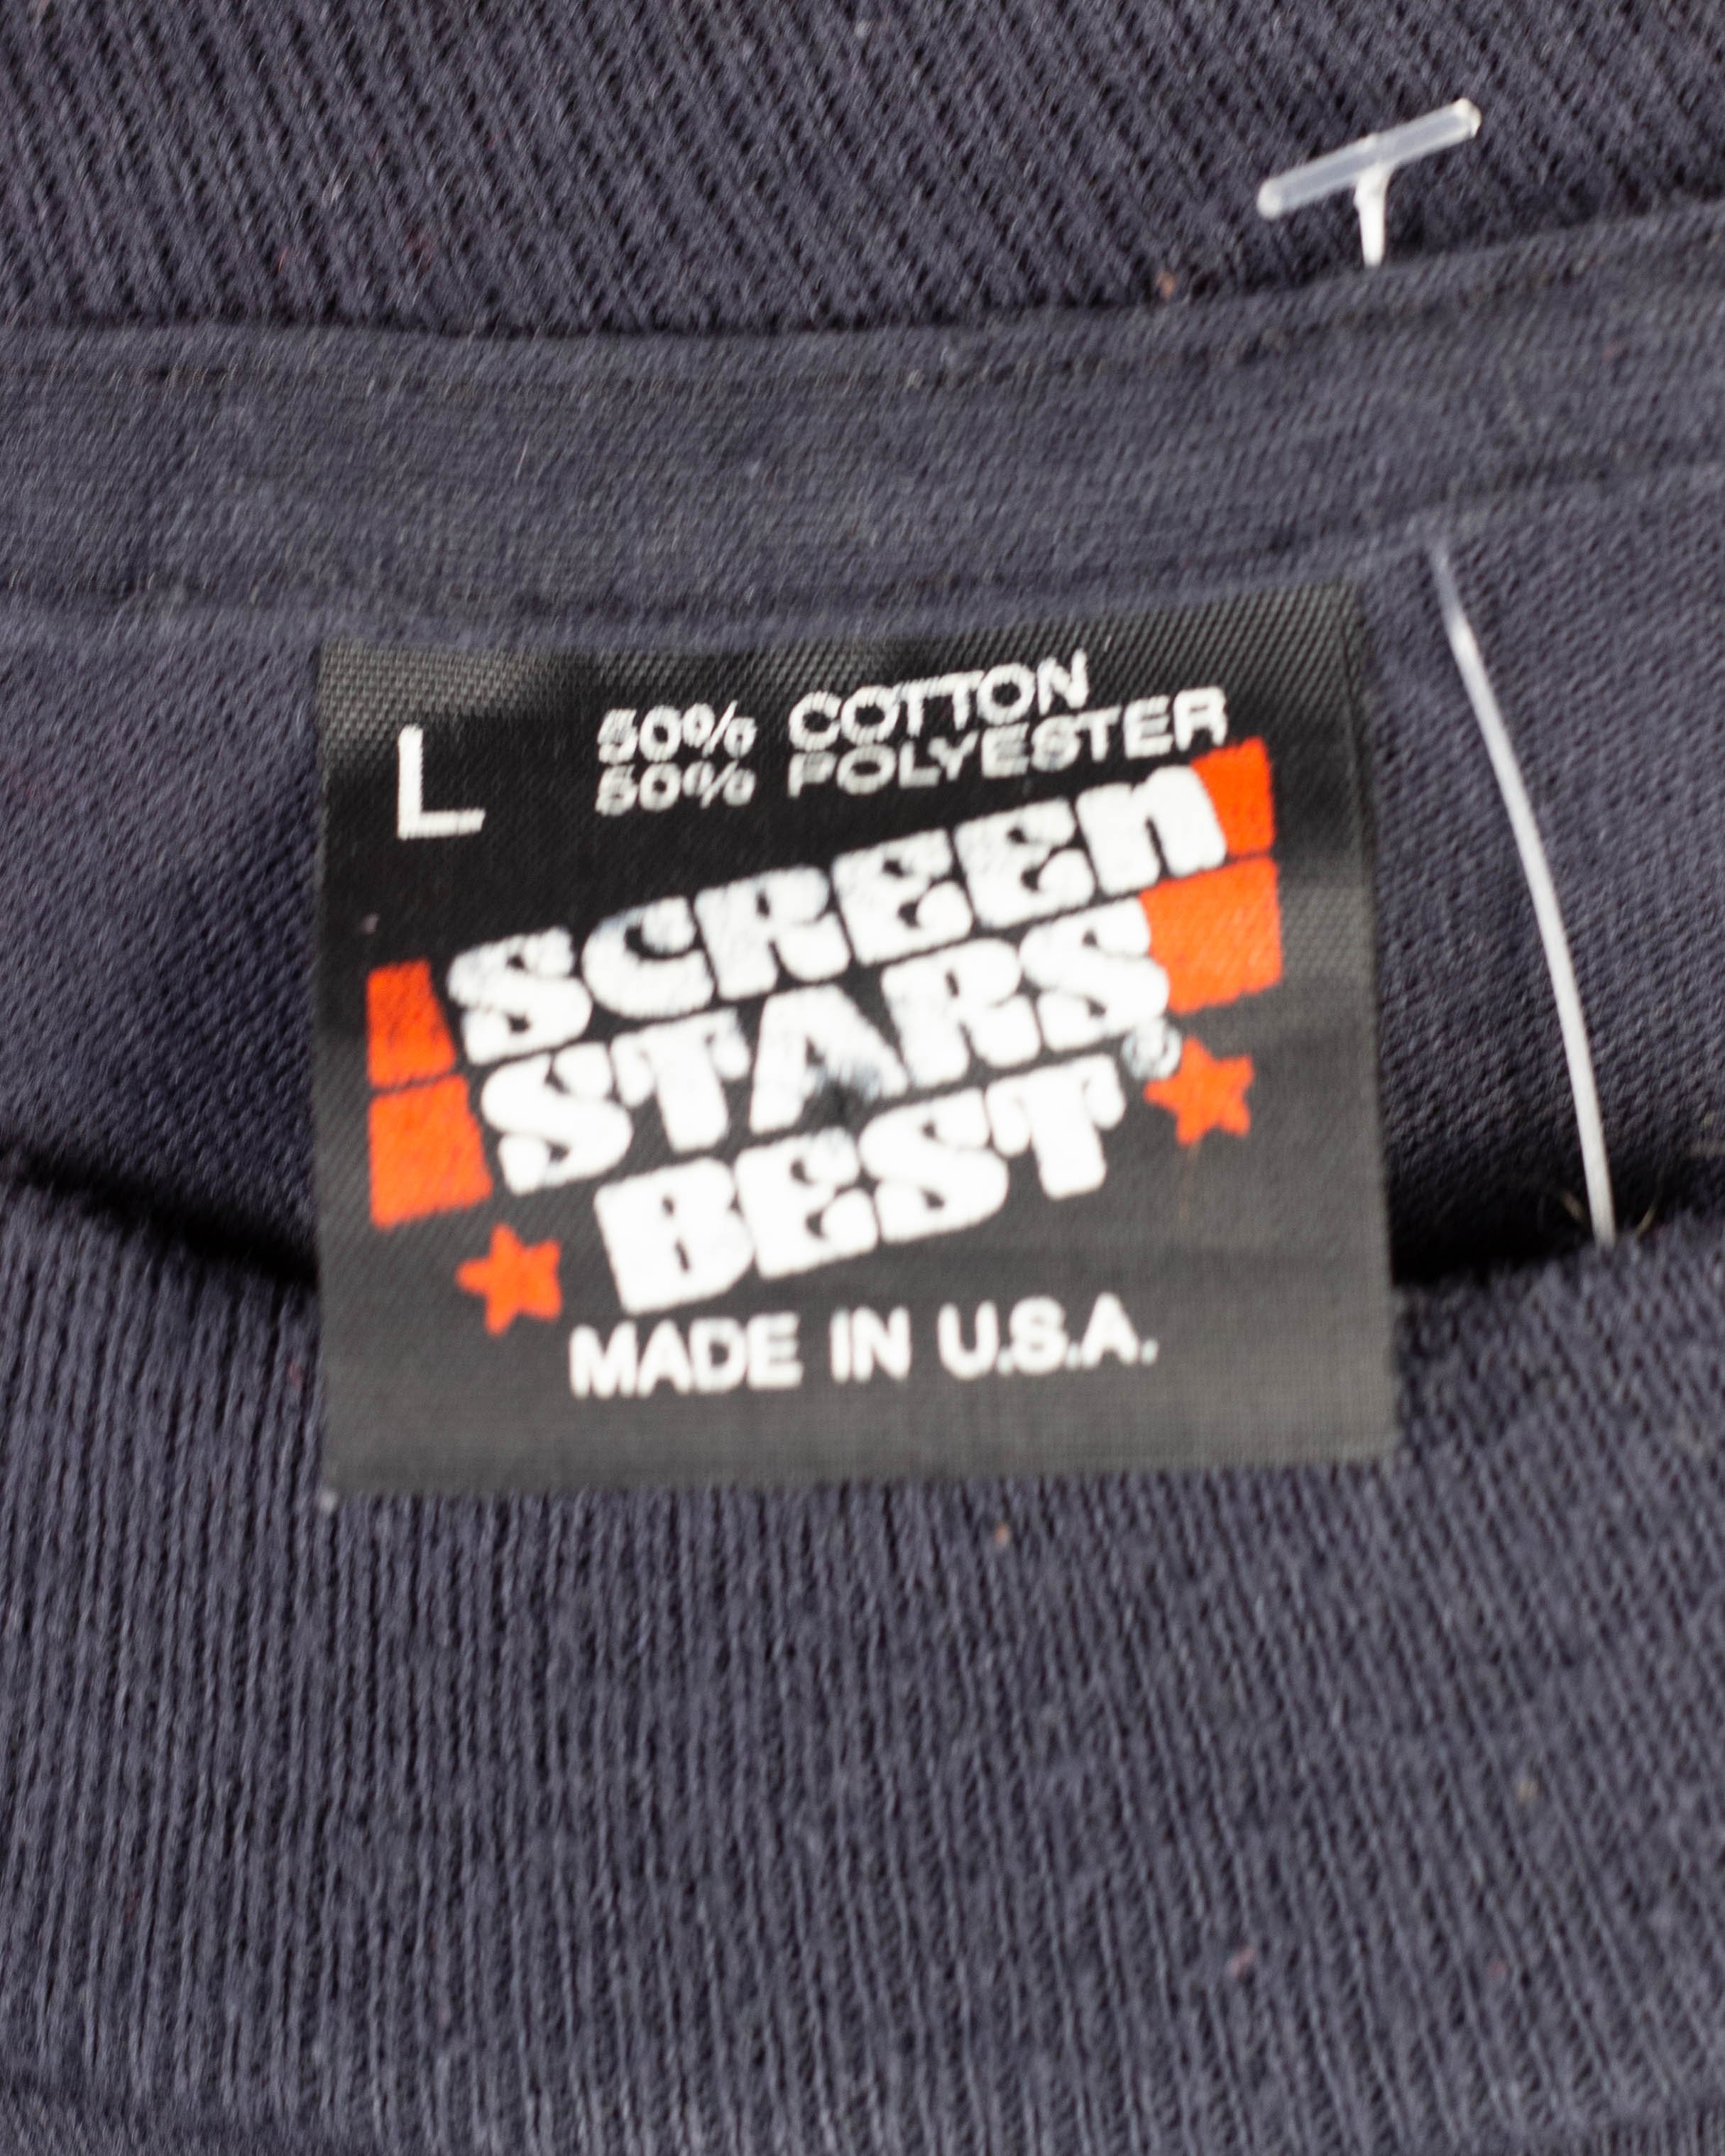 L
50% COTTON
50% POLYESTER
SCREEn
STARS
BEST®
MADE IN U.S.A.